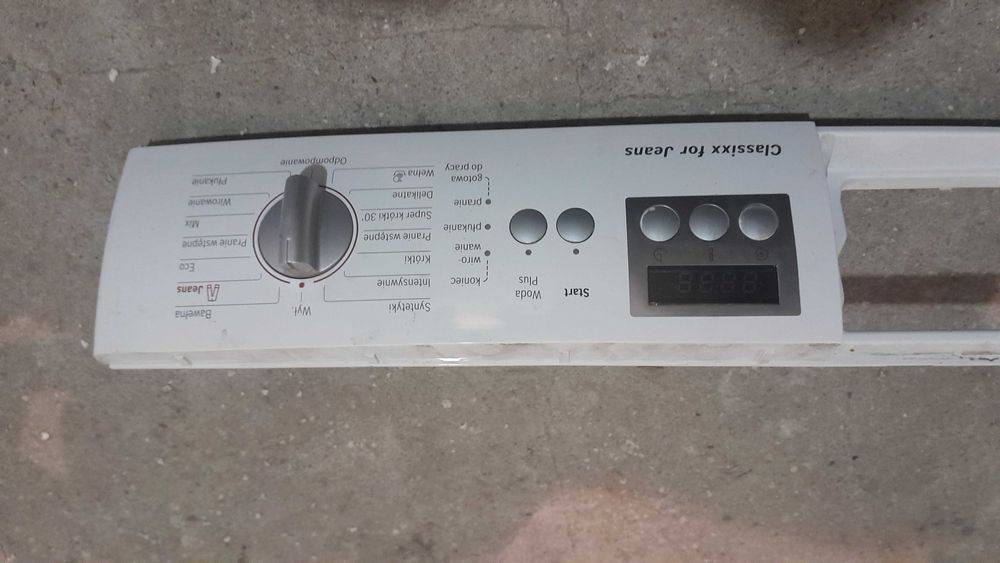 Classixx for Jeans
Start
Woda
Plus
koniec
wiro-
wanie
płukanie
pranie
gotowa
do pracy
Syntetyki
Intensywnie
Krótki
Pranie wstępne
Super krótki 30'
Delikatne
Wełna
Odpompowanie
Wył.
Bawełna
Jeans
Eco
Pranie wstępne
Mix
Wirowanie
Płukanie